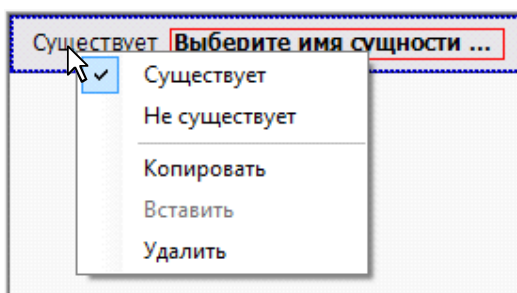 Существует Выберите имя сущности ...
Существует
Не существует
Копировать
Вставить
Удалить